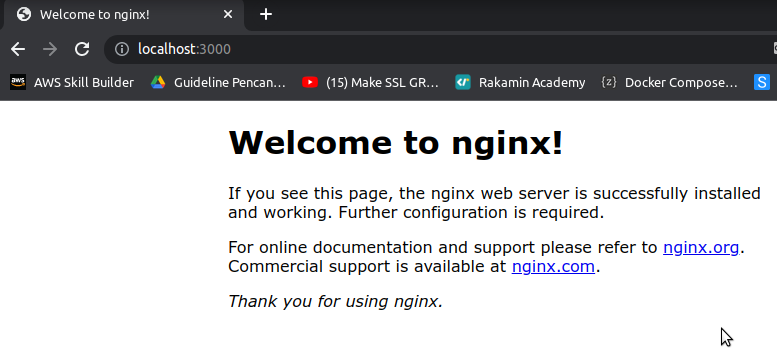 Welcome to nginx!
localhost:3000
aws AWS Skill Builder Guideline Pencan... (15) Make SSL GR... Rakamin Academy {z} Docker Compose... S
Welcome to nginx!
If you see this page, the nginx web server is successfully installed
and working. Further configuration is required.
For online documentation and support please refer to nginx.org.
Commercial support is available at nginx.com.
Thank you for using nginx.